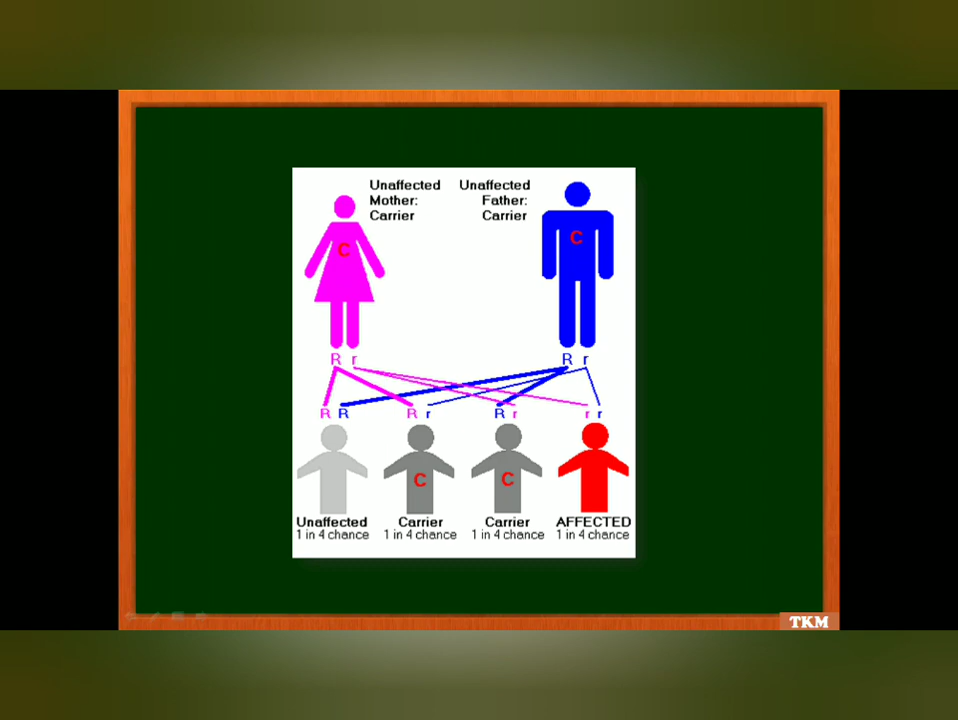 Unaffected
Mother:
Carrier
Unaffected
Father:
Carrier
C
C
R r
R r
R R
R r
R r
r r
C
C
Unaffected
1 in 4 chance
Carrier
1 in 4 chance
Carrier
1 in 4 chance
AFFECTED
1 in 4 chance
TKM